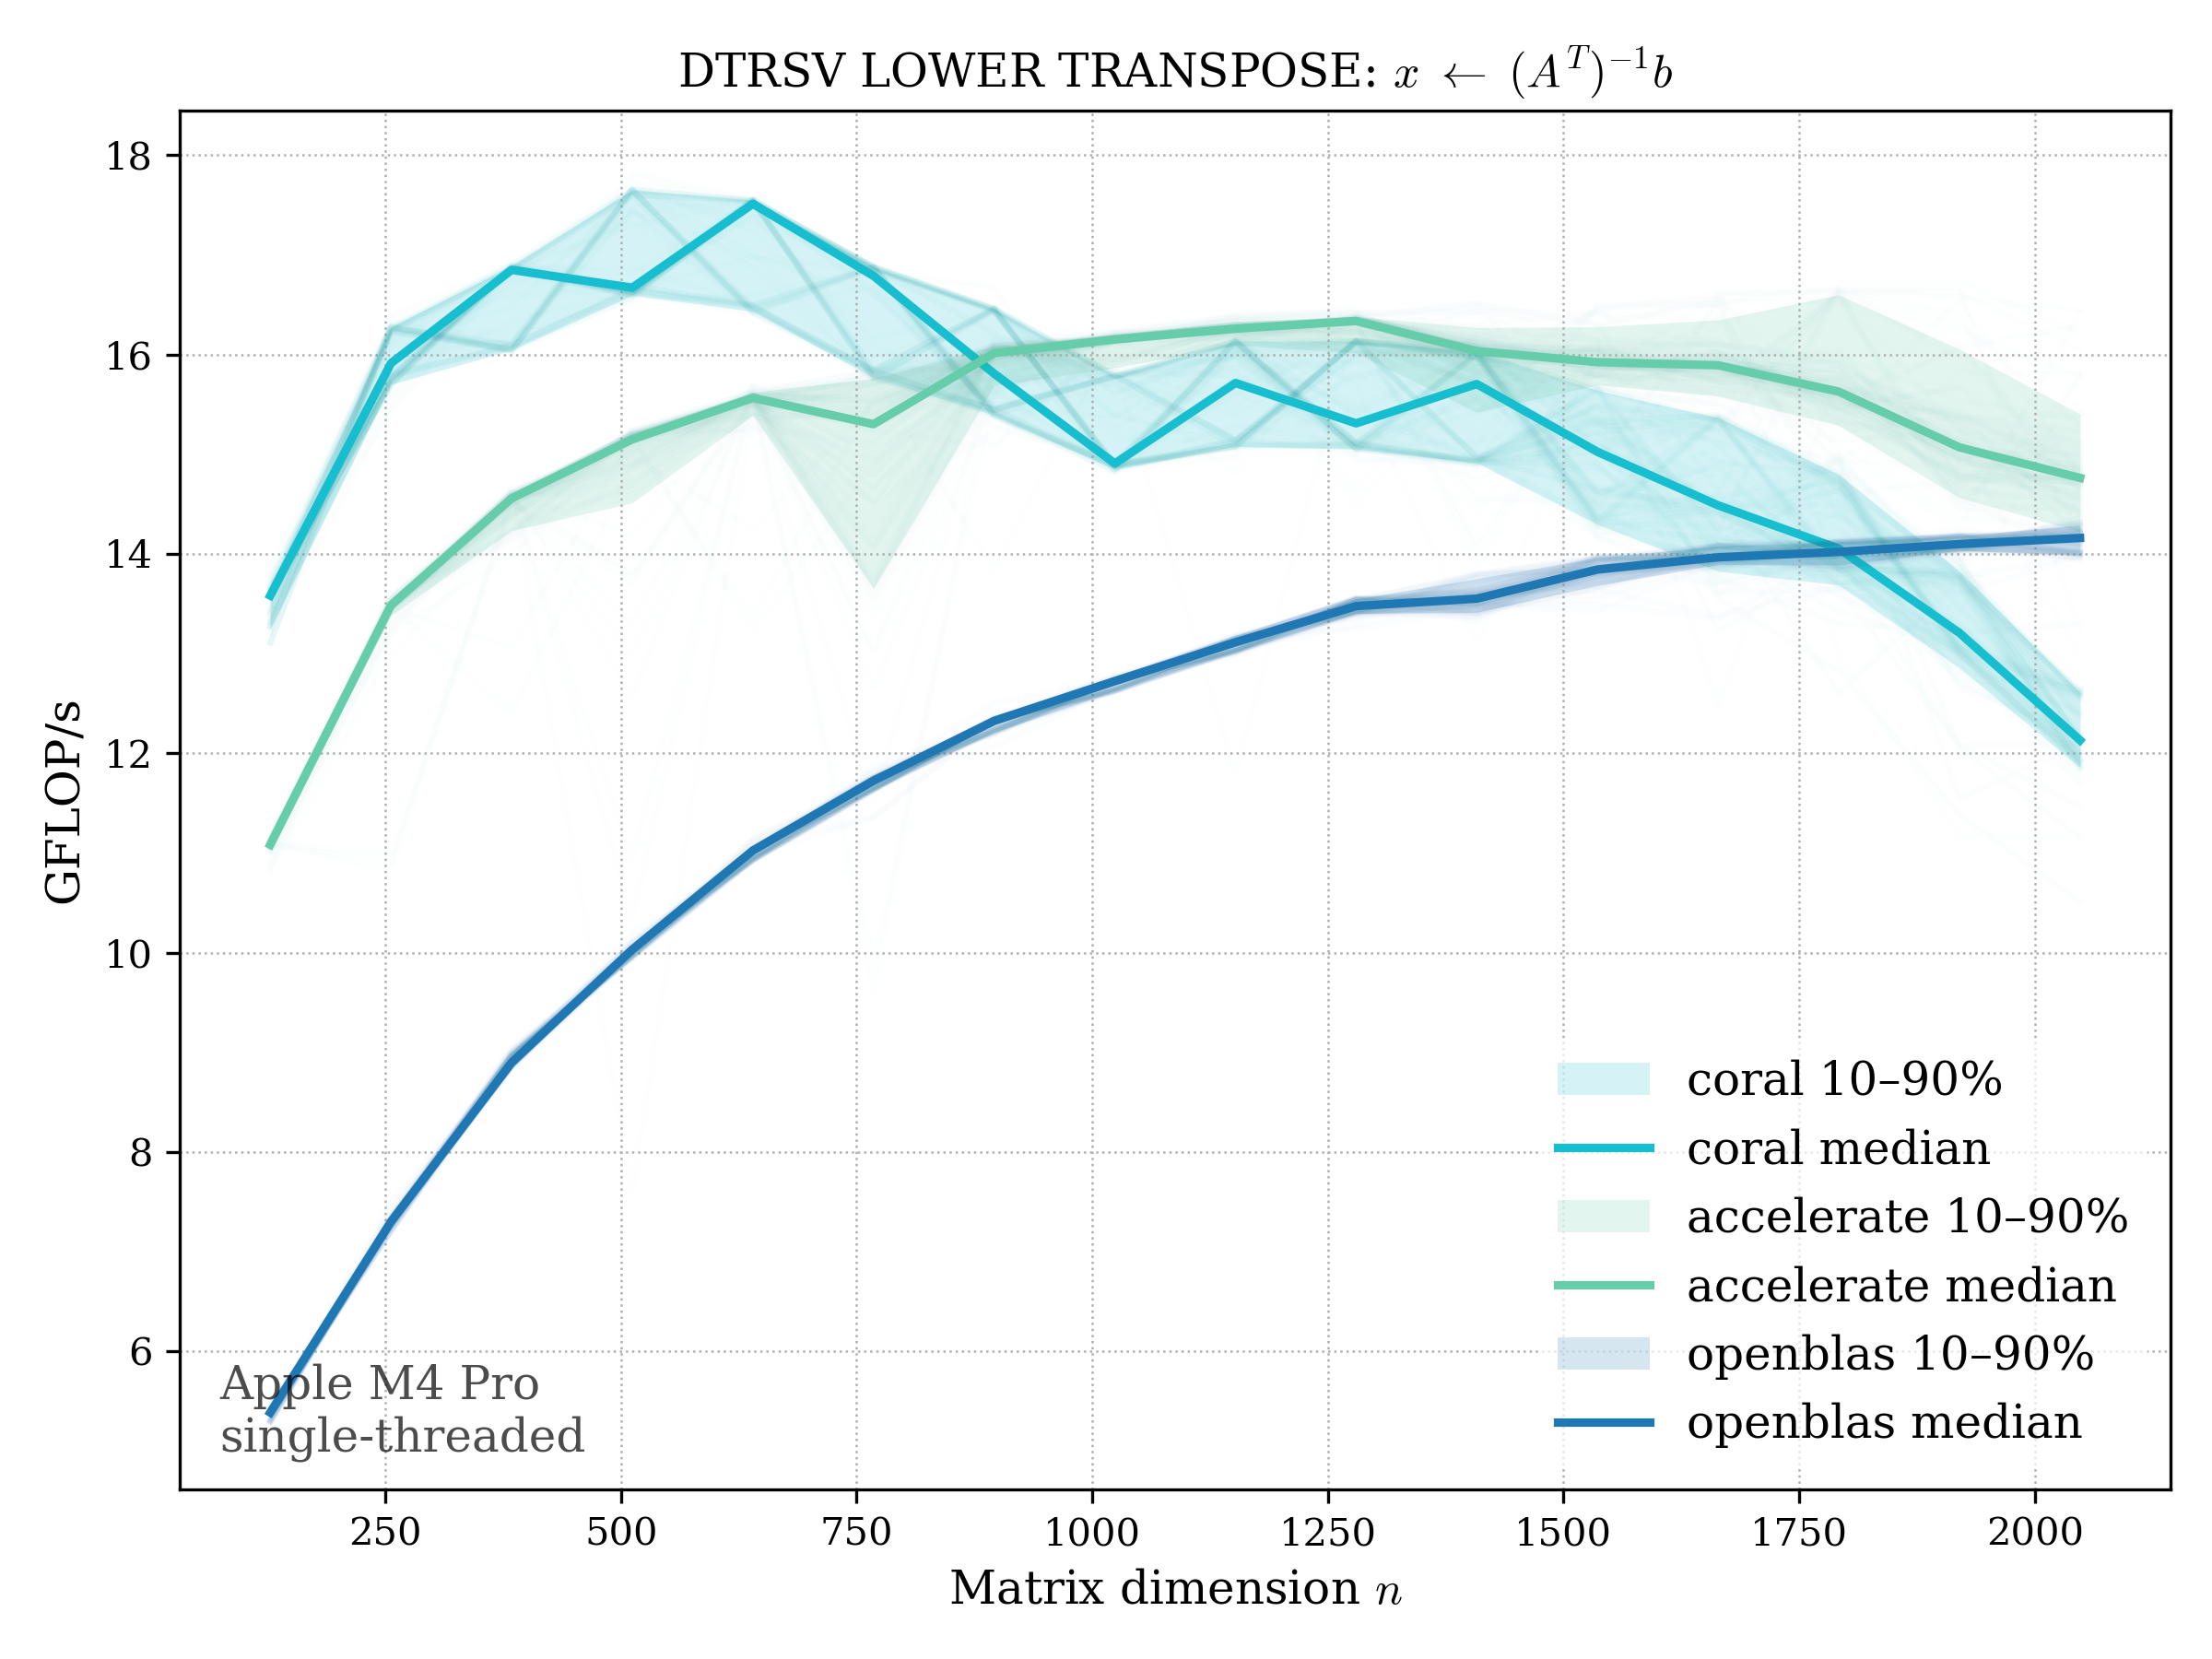 DTRSV LOWER TRANSPOSE: x ← (A^T)^{-1}b
18
16
14
12
10
8
6
GFLOP/s
Apple M4 Pro
single-threaded
coral 10–90%
coral median
accelerate 10–90%
accelerate median
openblas 10–90%
openblas median
250 500 750 1000 1250 1500 1750 2000
Matrix dimension n